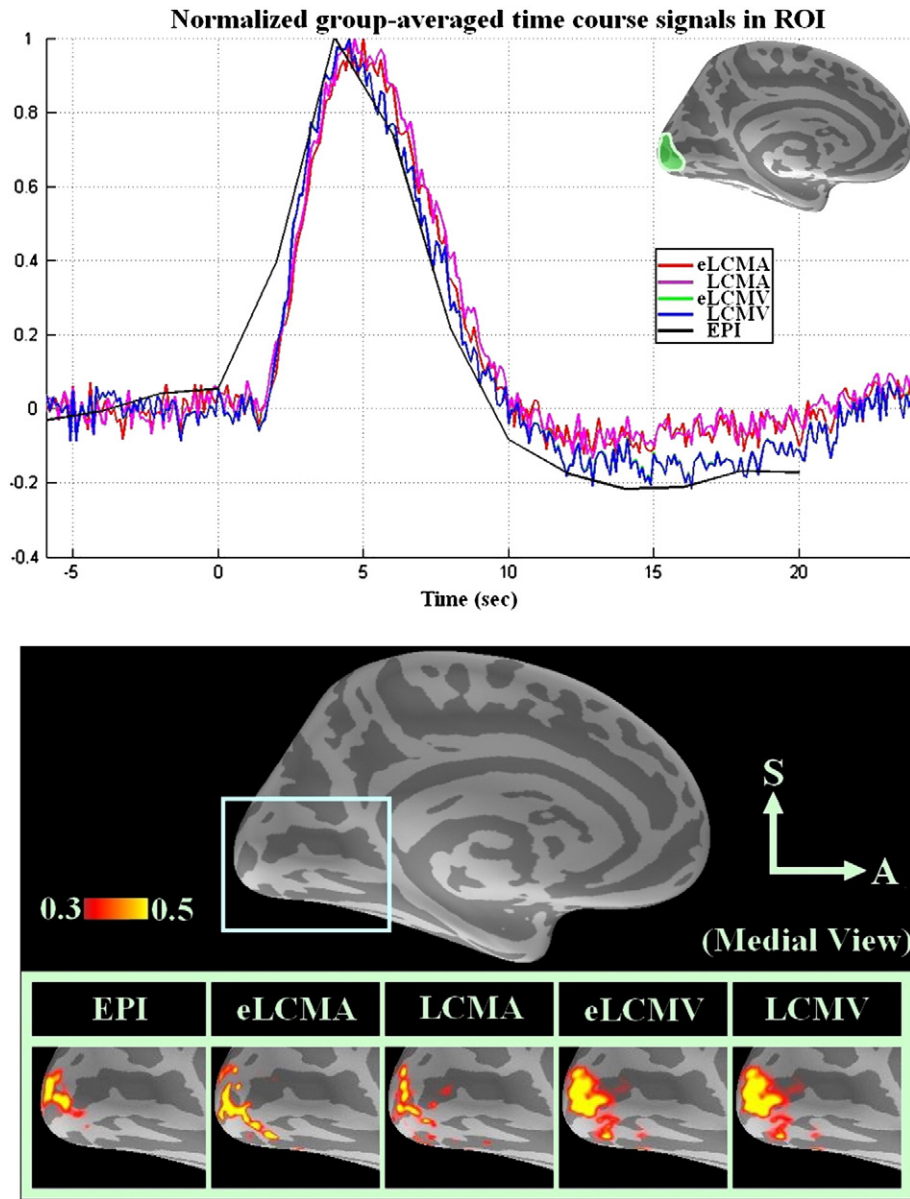 Normalized group-averaged time course signals in ROI
1
0.8
0.6
0.4
0.2
0
-0.2
-0.4
eLCMA
LCMA
eLCMV
LCMV
EPI
-5 0 5 10 15 20
Time (sec)
S
A
0.3 0.5
(Medial View)
EPI eLCMA LCMA eLCMV LCMV